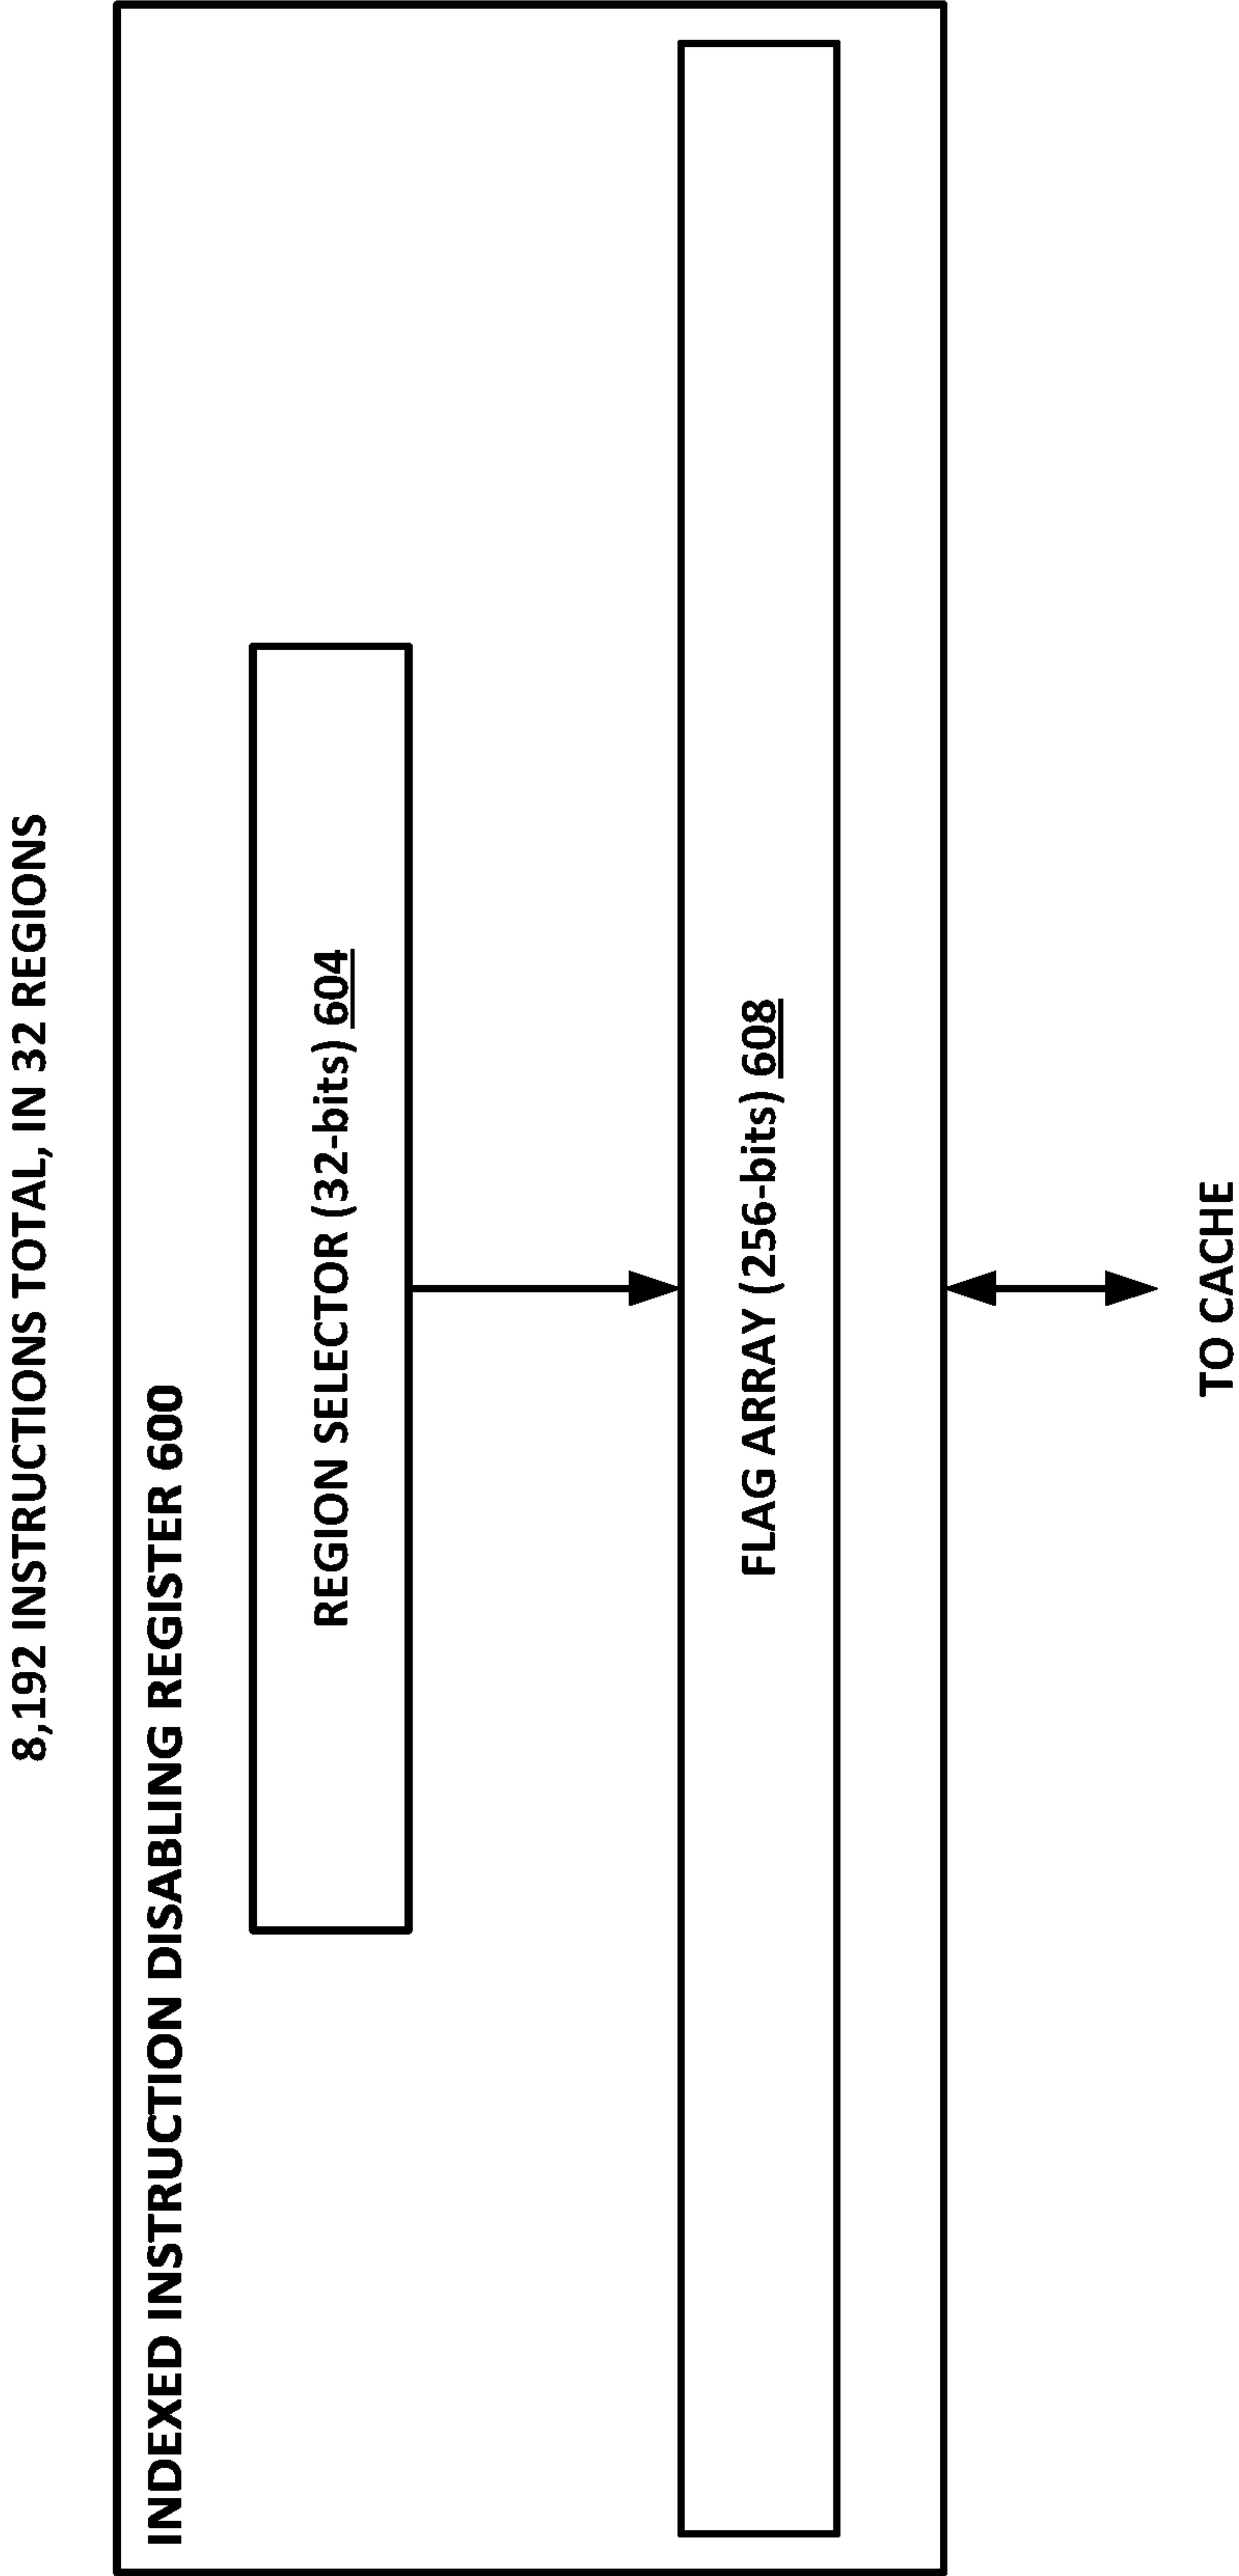 8,192 INSTRUCTIONS TOTAL, IN 32 REGIONS
INDEXED INSTRUCTION DISABLING REGISTER 600
REGION SELECTOR (32-bits) 604
FLAG ARRAY (256-bits) 608
TO CACHE